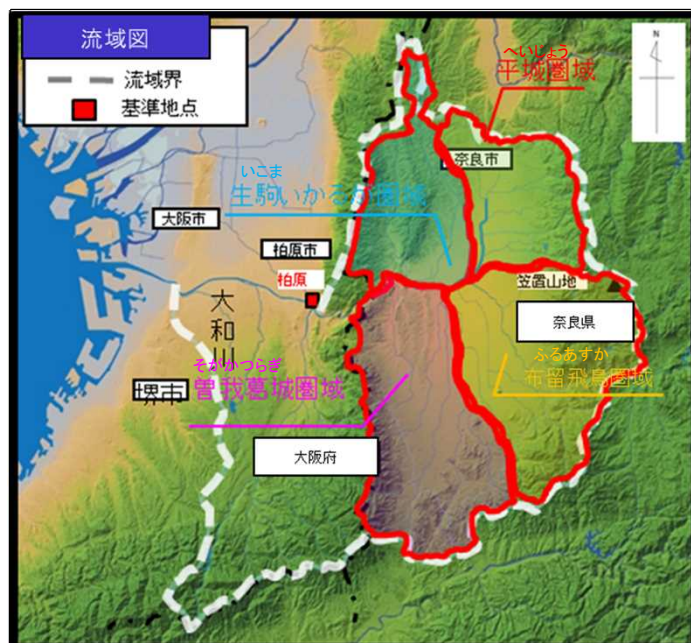 流域図
流域界
基準地点
N
へいじょう
平城圏域
奈良市
いこま
生駒いかるが圏域
大阪市
柏原市
柏原
笠置山地
大和川
奈良県
そがかつらぎ
曽我葛城圏域
ふるあすか
布留飛鳥圏域
堺市
大阪府